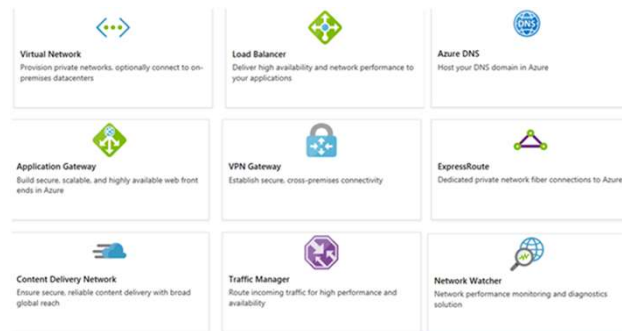 DNS
Virtual Network
Provision private networks, optionally connect to on-
premises datacenters
Load Balancer
Deliver high availability and network performance to
your applications
Azure DNS
Host your DNS domain in Azure
Application Gateway
Build secure, scalable, and highly available web front
ends in Azure
VPN Gateway
Establish secure, cross-premises connectivity
ExpressRoute
Dedicated private network fiber connections to Azure
Content Delivery Network
Ensure secure, reliable content delivery with broad
global reach
Traffic Manager
Route incoming traffic for high performance and
availability
Network Watcher
Network performance monitoring and diagnostics
solution